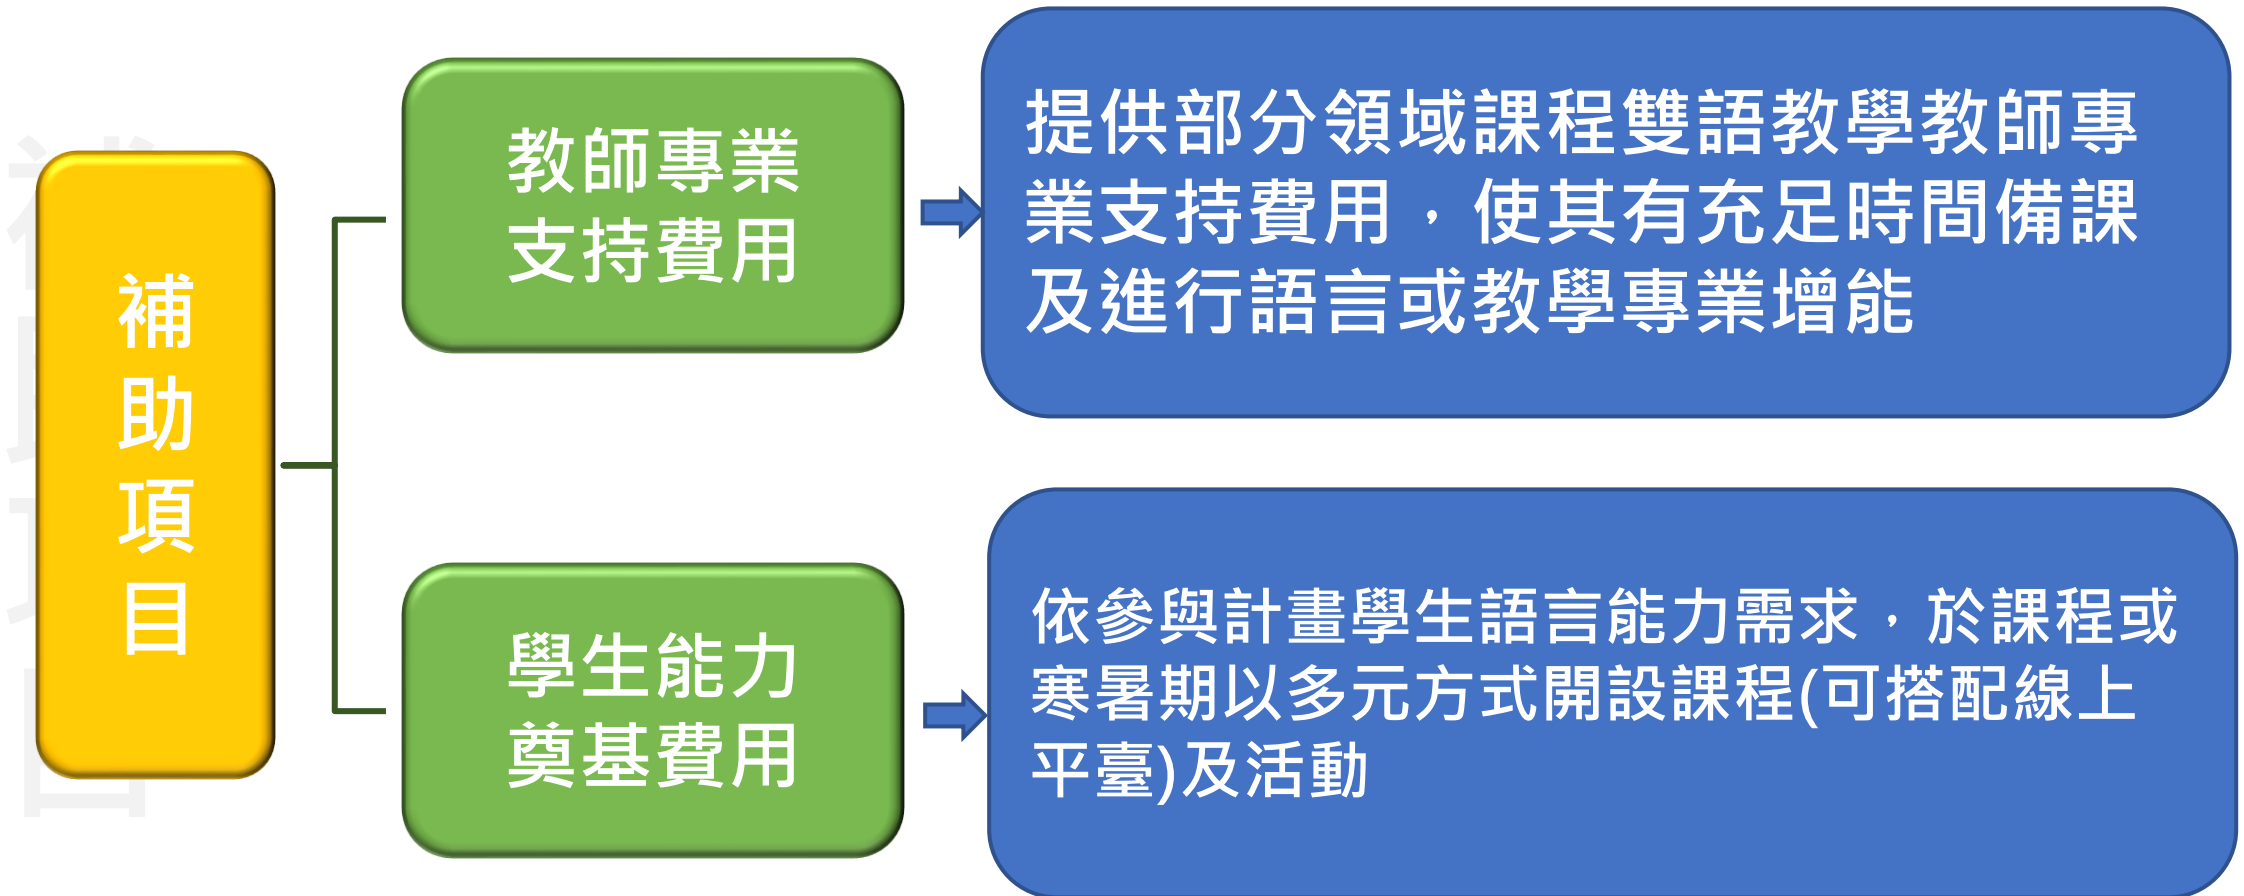 補助項目
教師專業
支持費用
提供部分領域課程雙語教學教師專
業支持費用，使其有充足時間備課
及進行語言或教學專業增能
學生能力
奠基費用
依參與計畫學生語言能力需求，於課程或
寒暑期以多元方式開設課程(可搭配線上
平臺)及活動